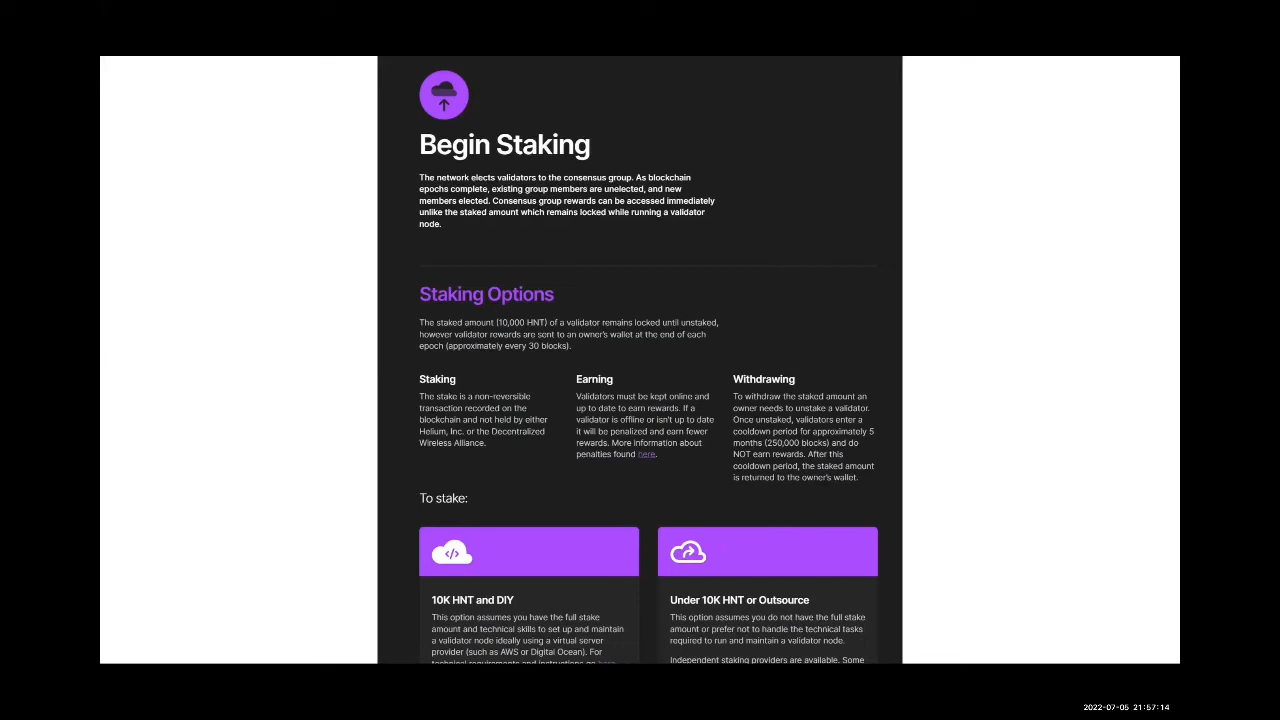 Begin Staking
The network elects validators to the consensus group. As blockchain
epochs complete, existing group members are unelected, and new
members elected. Consensus group rewards can be accessed immediately
unlike the staked amount which remains locked while running a validator
node.
Staking Options
The staked amount (10,000 HNT) of a validator remains locked until unstaked,
however validator rewards are sent to an owner's wallet at the end of each
epoch (approximately every 30 blocks).
Staking
The stake is a non-reversible
transaction recorded on the
blockchain and not held by either
Helium, Inc. or the Decentralized
Wireless Alliance.
Earning
Validators must be kept online and
up to date to earn rewards. If a
validator is offline or isn't up to date
it will be penalized and earn fewer
rewards. More information about
penalties found here.
Withdrawing
To withdraw the staked amount an
owner needs to unstake a validator.
Once unstaked, validators enter a
cooldown period for approximately 5
months (250,000 blocks) and do
NOT earn rewards. After this
cooldown period, the staked amount
is returned to the owner's wallet.
To stake:
10K HNT and DIY
This option assumes you have the full stake
amount and technical skills to set up and maintain
a validator node ideally using a virtual server
provider (such as AWS or Digital Ocean). For
technical requirements and instructions go here
Under 10K HNT or Outsource
This option assumes you do not have the full stake
amount or prefer not to handle the technical tasks
required to run and maintain a validator node.
Independent staking providers are available. Some
2022-07-05 21:57:14